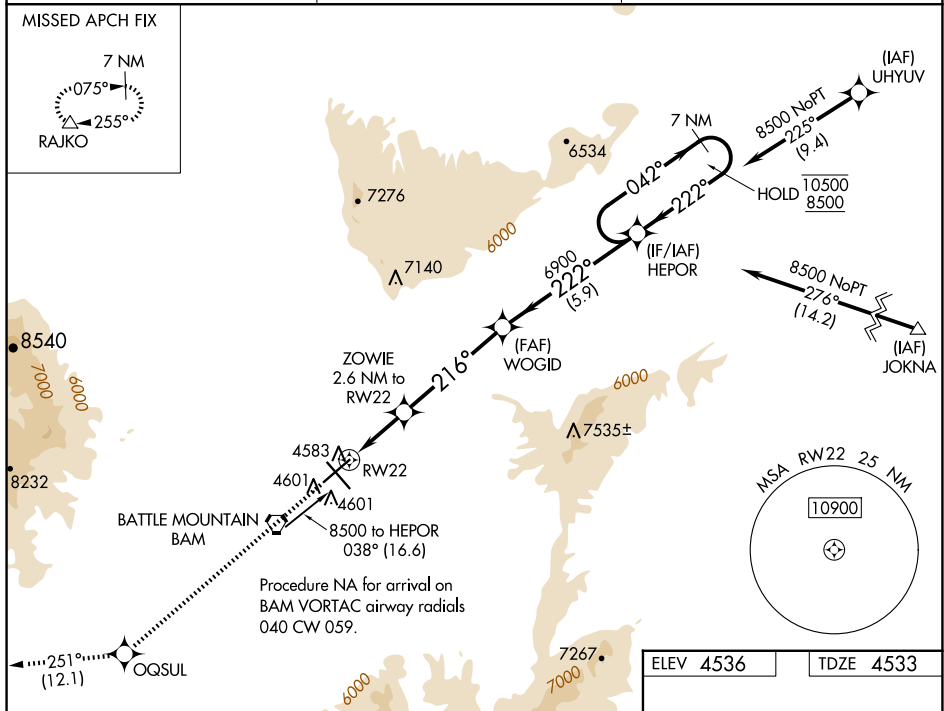 MISSED APCH FIX
7 NM
075°
255°
RAJKO
(IAF)
UHYUV
8500 NoPT
225°
(9.4)
7 NM
6534
042°
222°
HOLD
10500
8500
7276
6000
7140
(IF/IAF)
HEPOR
6900
222°
(5.9)
8500 NoPT
276°
(14.2)
(IAF)
JOKNA
8540
7000
6000
8232
(FAF)
WOGID
ZOWIE
2.6 NM to
RW22
216°
6000
7535±
4583
RW22
4601
4601
BATTLE MOUNTAIN
BAM
8500 to HEPOR
038° (16.6)
Procedure NA for arrival on
BAM VORTAC airway radials
040 CW 059.
MSA RW22 25 NM
10900
251°
(12.1)
OQSUL
6000
7267
7000
ELEV 4536
TDZE 4533